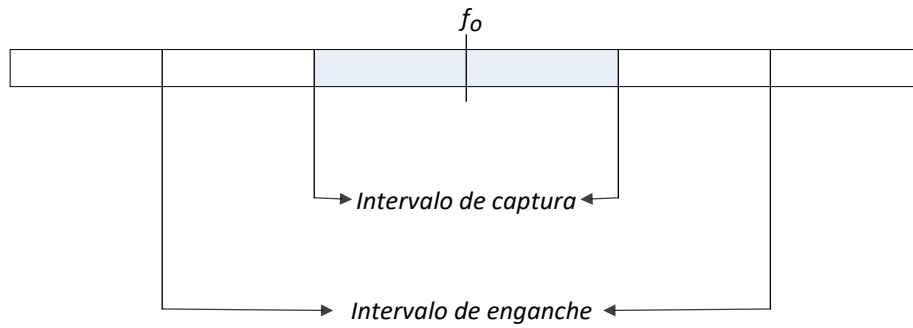 fo
Intervalo de captura
Intervalo de enganche